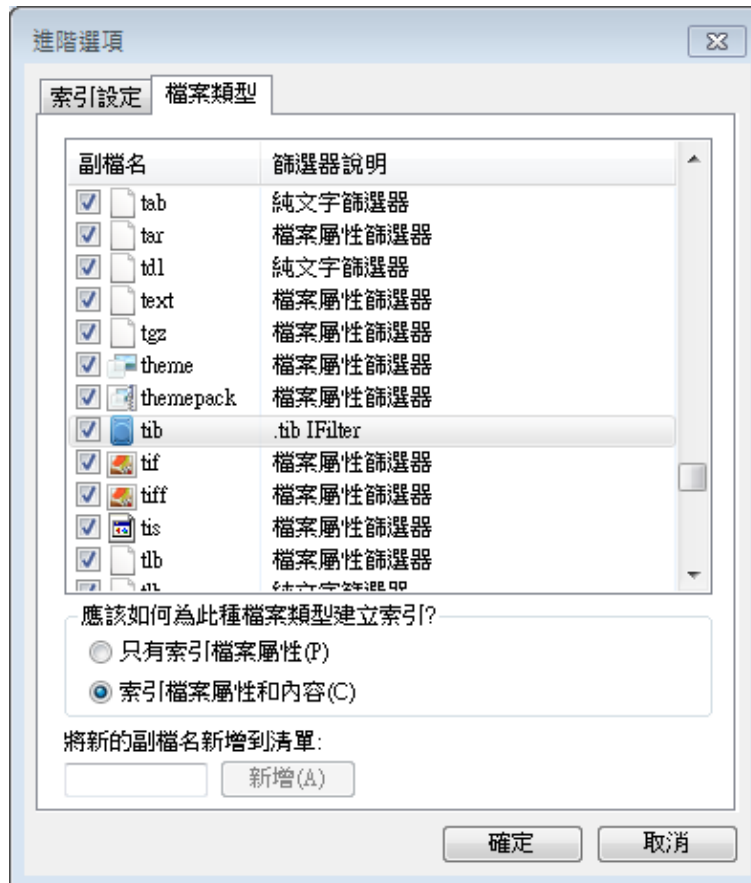 進階選項
索引設定 檔案類型
副檔名 篩選器說明
tab 純文字篩選器
tar 檔案屬性篩選器
tdl 純文字篩選器
text 檔案屬性篩選器
tgz 檔案屬性篩選器
theme 檔案屬性篩選器
themepack 檔案屬性篩選器
tib .tib IFilter
tif 檔案屬性篩選器
tiff 檔案屬性篩選器
tis 檔案屬性篩選器
tlb 檔案屬性篩選器
純文字篩選器
應該如何為此種檔案類型建立索引?
只有索引檔案屬性(P)
索引檔案屬性和內容(C)
將新的副檔名新增到清單:
新增(A)
確定 取消